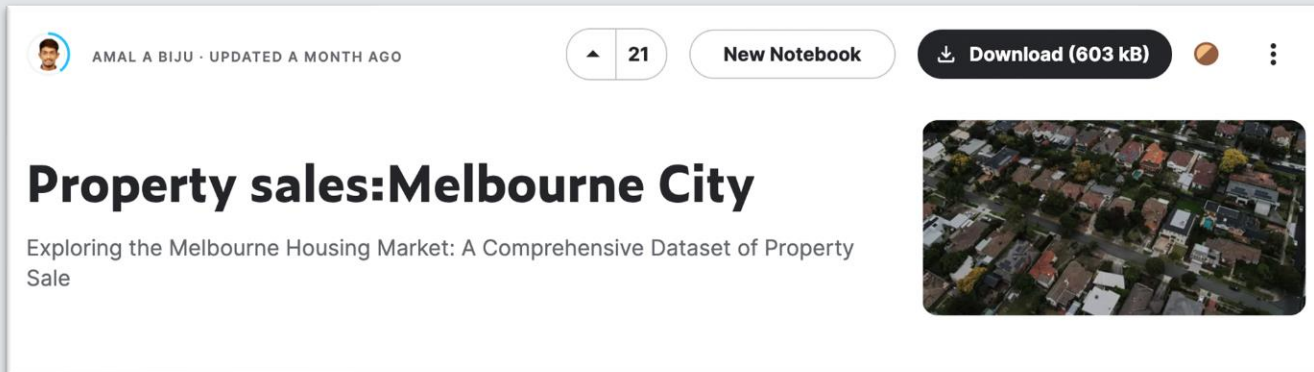 AMAL A BIJU · UPDATED A MONTH AGO
21
New Notebook
Download (603 kB)
Property sales:Melbourne City
Exploring the Melbourne Housing Market: A Comprehensive Dataset of Property
Sale